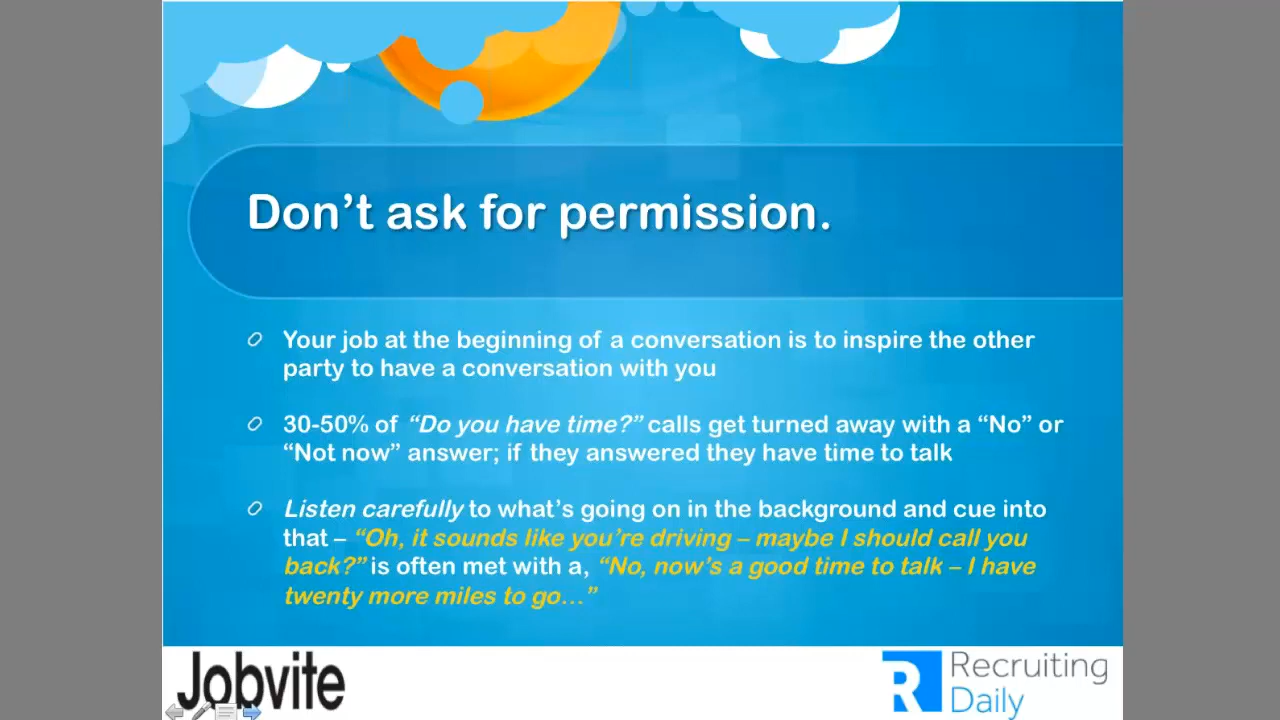 Don’t ask for permission.
Your job at the beginning of a conversation is to inspire the other
party to have a conversation with you
30-50% of “Do you have time?” calls get turned away with a “No” or
“Not now” answer; if they answered they have time to talk
Listen carefully to what’s going on in the background and cue into
that – “Oh, it sounds like you’re driving – maybe I should call you
back?” is often met with a, “No, now’s a good time to talk – I have
twenty more miles to go…”
Jobvite
R
Recruiting
Daily